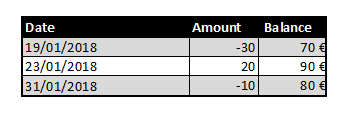 Date Amount Balance
19/01/2018 -30 70 €
23/01/2018 20 90 €
31/01/2018 -10 80 €